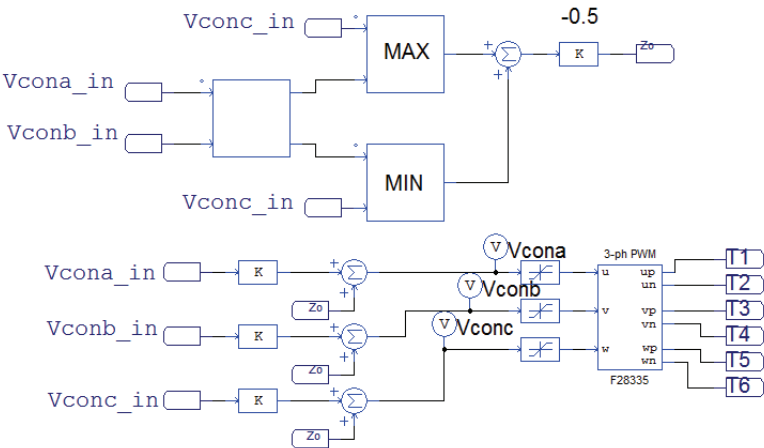 Vconc_in
-0.5
MAX
Σ
K
Zo
Vcona_in
Vconb_in
MIN
Vconc_in
Vcona_in
K
Σ
Zo
V Vcona
3-ph PWM
u up T1
un T2
Vconb_in
K
Σ
Zo
V Vconb
v vp T3
vn T4
Vconc_in
K
Σ
Zo
V Vconc
w wp T5
wn T6
F28335